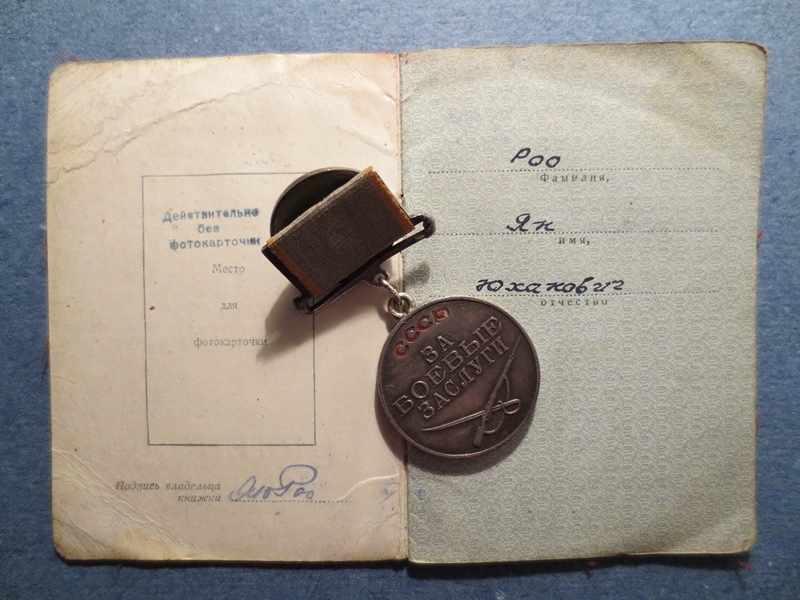 Действительно
без
фотокарточки
Место
для
фотокарточки
Подпись владельца
книжки
Роо
Фамилия,
Ян
имя,
Юханович
отчество
СССР
ЗА
БОЕВЫЕ
ЗАСЛУГИ